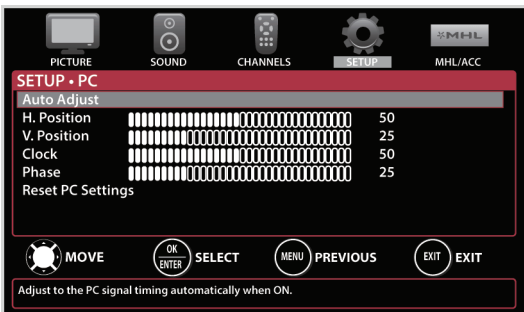 MHL
PICTURE SOUND CHANNELS SETUP MHL/ACC
SETUP • PC
Auto Adjust
H. Position 50
V. Position 25
Clock 50
Phase 25
Reset PC Settings
MOVE OK ENTER SELECT MENU PREVIOUS EXIT EXIT
Adjust to the PC signal timing automatically when ON.